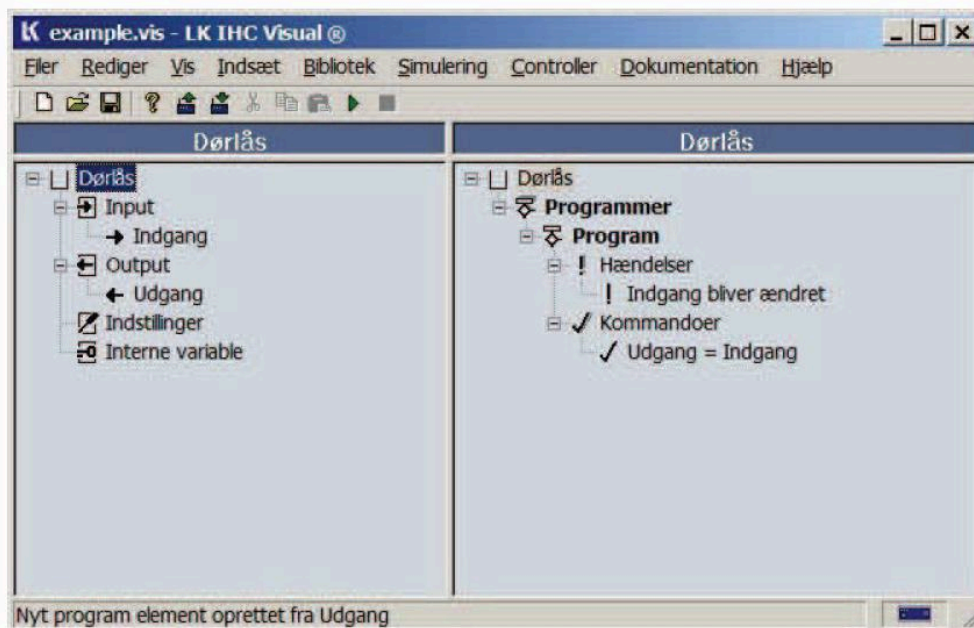 LK example.vis - LK IHC Visual ®
Filer Rediger Vis Indsæt Bibliotek Simulering Controller Dokumentation Hjælp
Dørlås
Dørlås
Input
Indgang
Output
Udgang
Indstilinger
Interne variable
Dørlås
Dørlås
Programmer
Program
Hændelser
Indgang bliver ændret
Kommandoer
Udgang = Indgang
Nyt program element oprettet fra Udgang